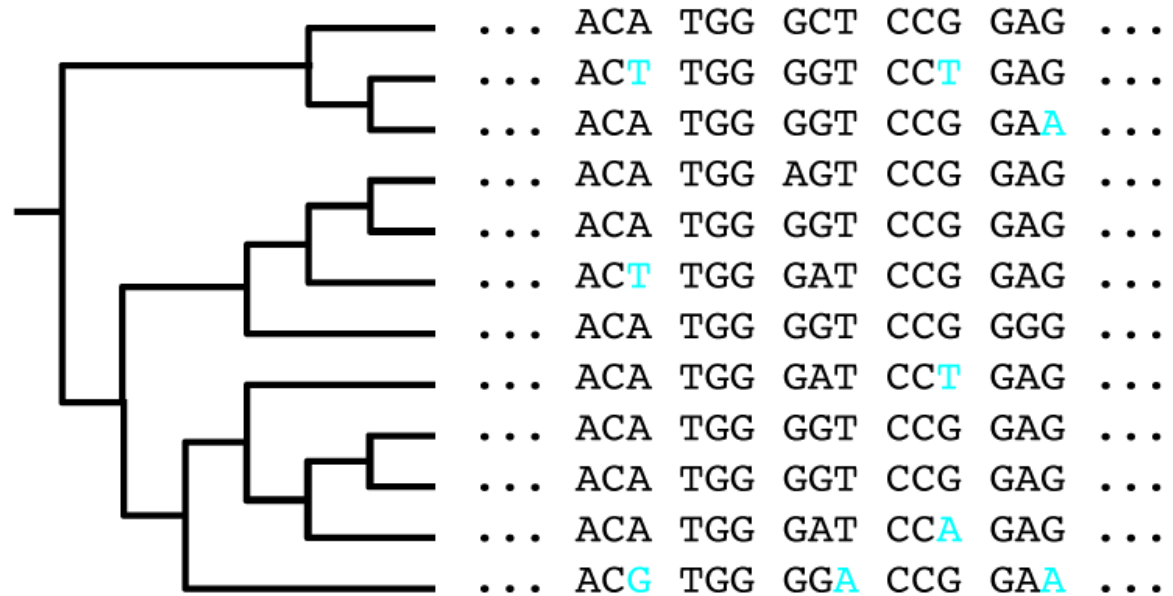 ... ACA TGG GCT CCG GAG ...
... ACT TGG GGT CCT GAG ...
... ACA TGG GGT CCG GAA ...
... ACA TGG AGT CCG GAG ...
... ACA TGG GGT CCG GAG ...
... ACT TGG GAT CCG GAG ...
... ACA TGG GGT CCG GGG ...
... ACA TGG GAT CCT GAG ...
... ACA TGG GGT CCG GAG ...
... ACA TGG GGT CCG GAG ...
... ACA TGG GAT CCA GAG ...
... ACG TGG GGA CCG GAA ...